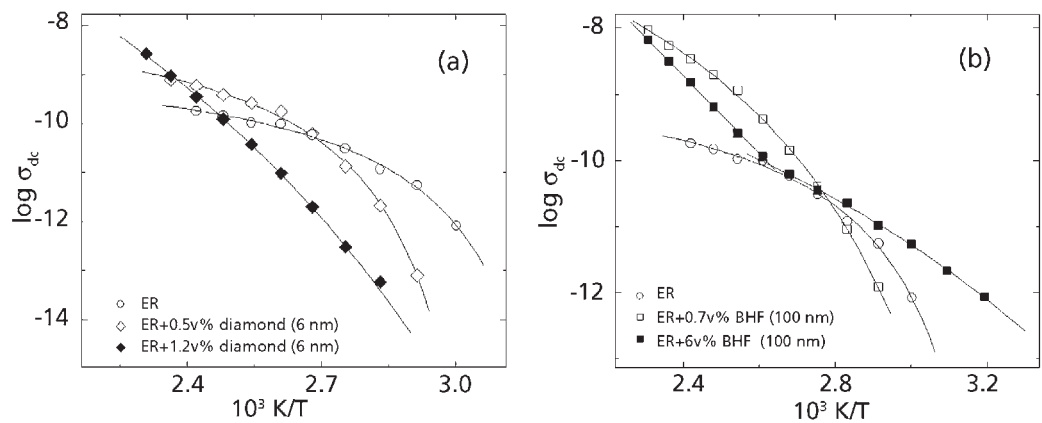 -8
-10
-12
-14
log σdc
(a)
ER
ER+0.5v% diamond (6 nm)
ER+1.2v% diamond (6 nm)
2.4
2.7
3.0
10³ K/T
-8
-10
-12
log σdc
(b)
ER
ER+0.7v% BHF (100 nm)
ER+6v% BHF (100 nm)
2.4
2.8
3.2
10³ K/T